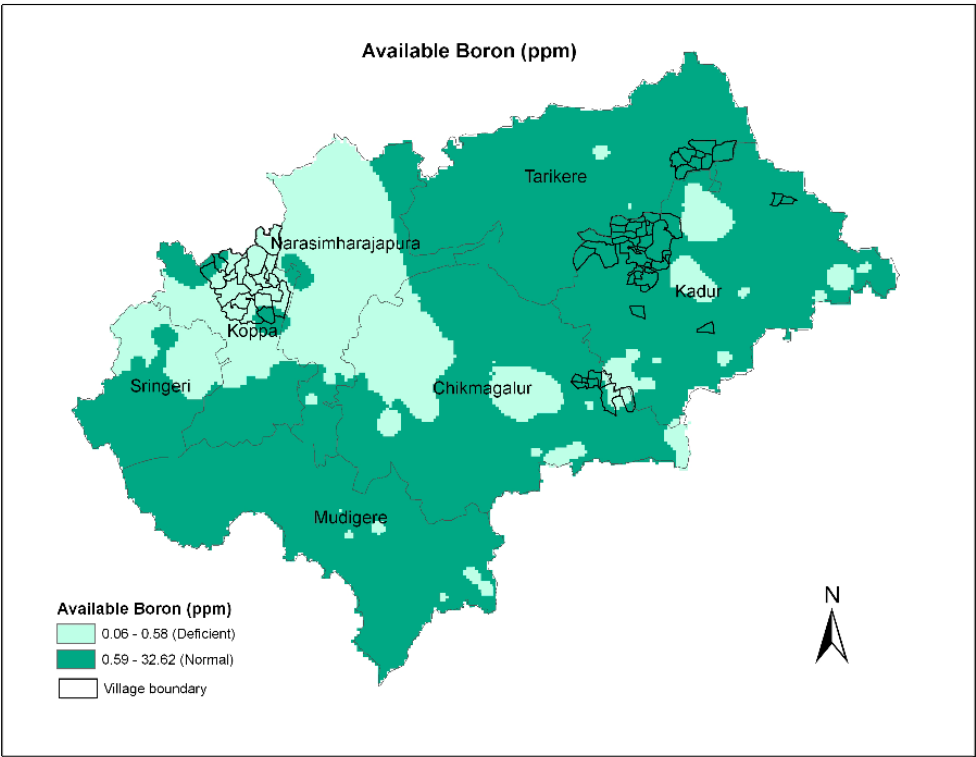 Available Boron (ppm)
Tarikere
Narasimharajapura
Kadur
Koppa
Sringeri
Chikmagalur
Mudigere
N
Available Boron (ppm)
0.06 - 0.58 (Deficient)
0.59 - 32.62 (Normal)
Village boundary